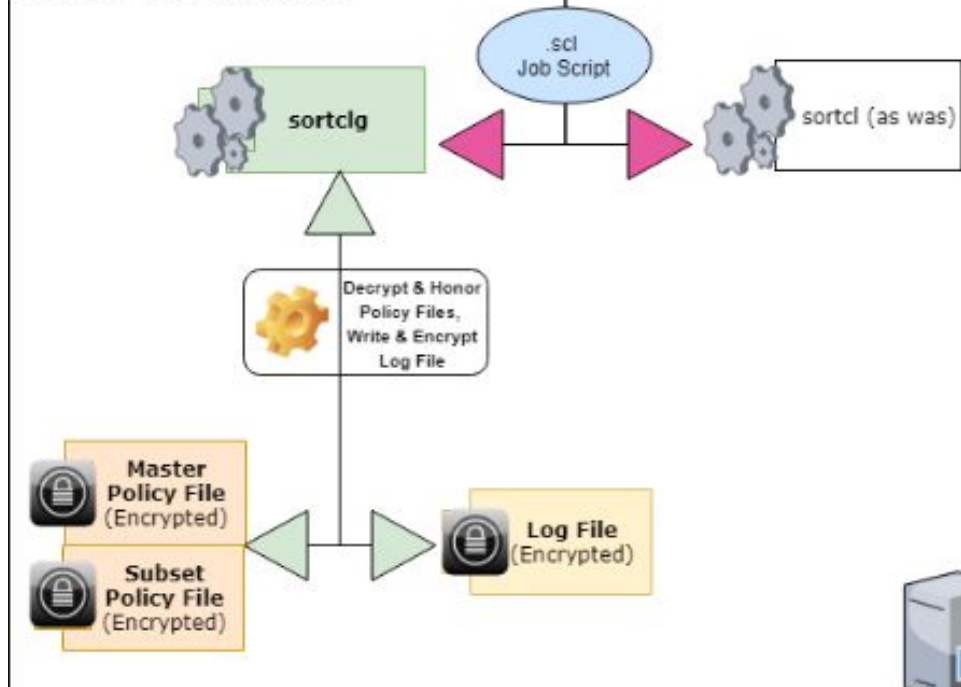 .scl
Job Script
sortclg
sortcl (as was)
Decrypt & Honor
Policy Files,
Write & Encrypt
Log File
Master
Policy File
(Encrypted)
Log File
(Encrypted)
Subset
Policy File
(Encrypted)